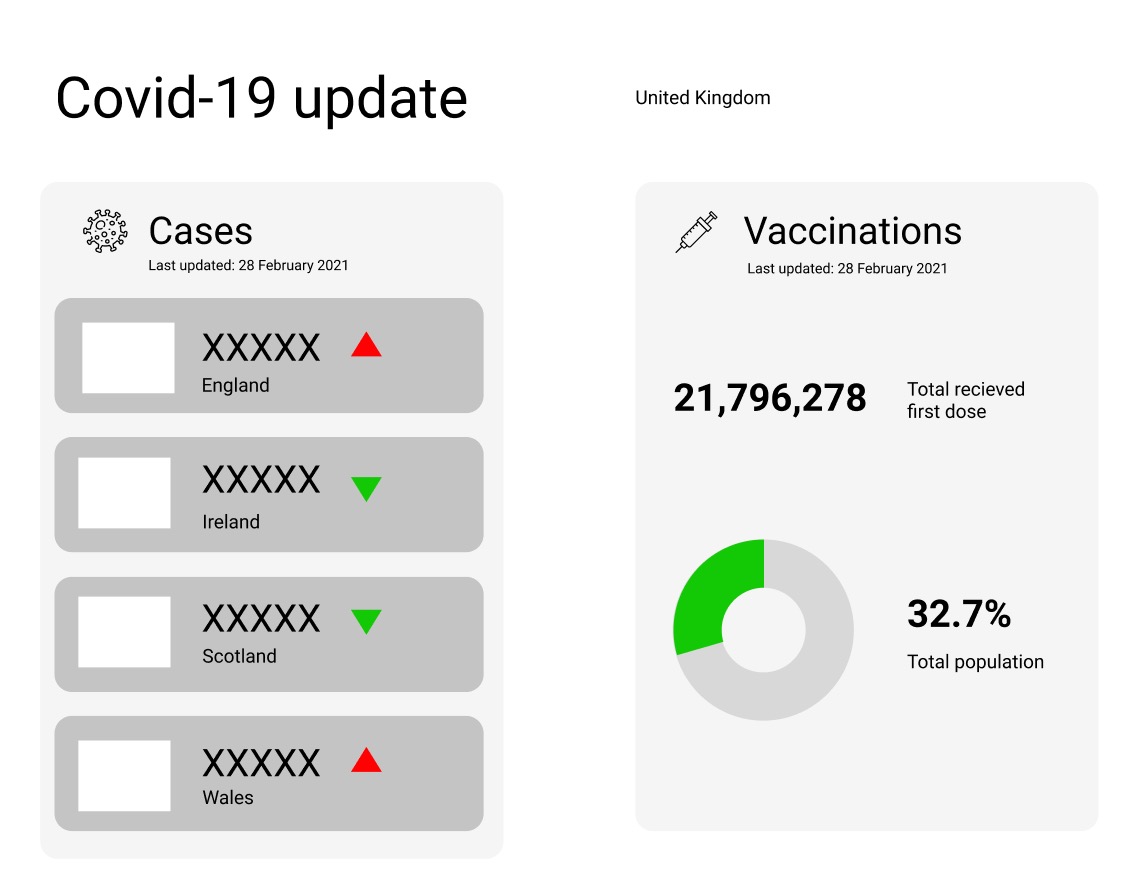 Covid-19 update
United Kingdom
Cases
Last updated: 28 February 2021
XXXXX
England
XXXXX
Ireland
XXXXX
Scotland
XXXXX
Wales
Vaccinations
Last updated: 28 February 2021
21,796,278
Total recieved
first dose
32.7%
Total population